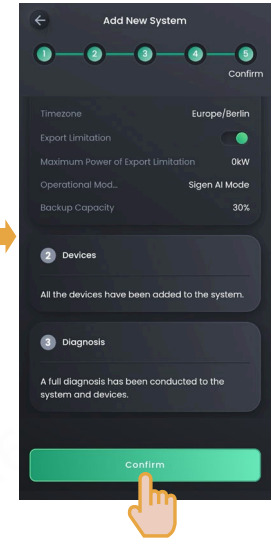 Add New System
1 2 3 4 5
Confirm
Timezone Europe/Berlin
Export Limitation
Maximum Power of Export Limitation 0kW
Operational Mod... Sigen AI Mode
Backup Capacity 30%
2 Devices
All the devices have been added to the system.
3 Diagnosis
A full diagnosis has been conducted to the
system and devices.
Confirm